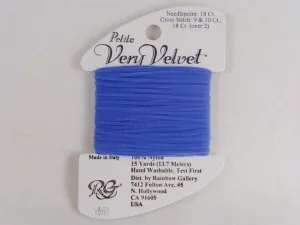 Needlepoint: 18 Ct.
Cross Stitch: 9 & 10 Ct.
18 Ct. (over 2)
Petite
Very Velvet
Made in Italy
100% Nylon
15 Yards (13.7 Meters)
Hand Washable, Test First
Dist. by Rainbow Gallery
7412 Fulton Ave. #5
N. Hollywood
CA 91605
USA
RG